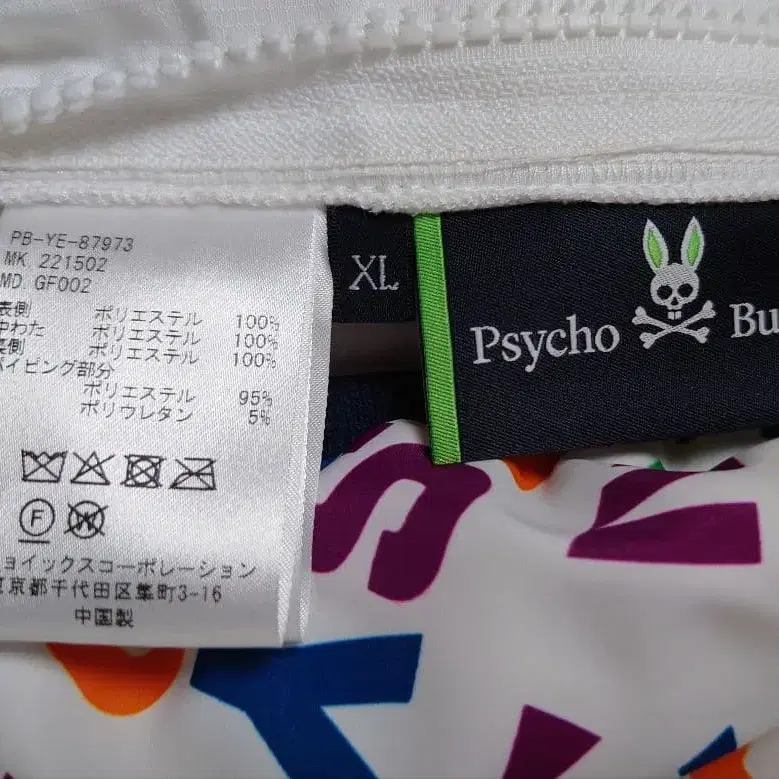 PB-YE-87973
MK 221502
MD GF002
表側 ポリエステル 100%
中わた ポリエステル 100%
裏側 ポリエステル 100%
パイピング部分
ポリエステル 95%
ポリウレタン 5%
F W
ョイックスコーポレーション
東京都千代田区隼町3-16
中国製
XL
Psycho Bu